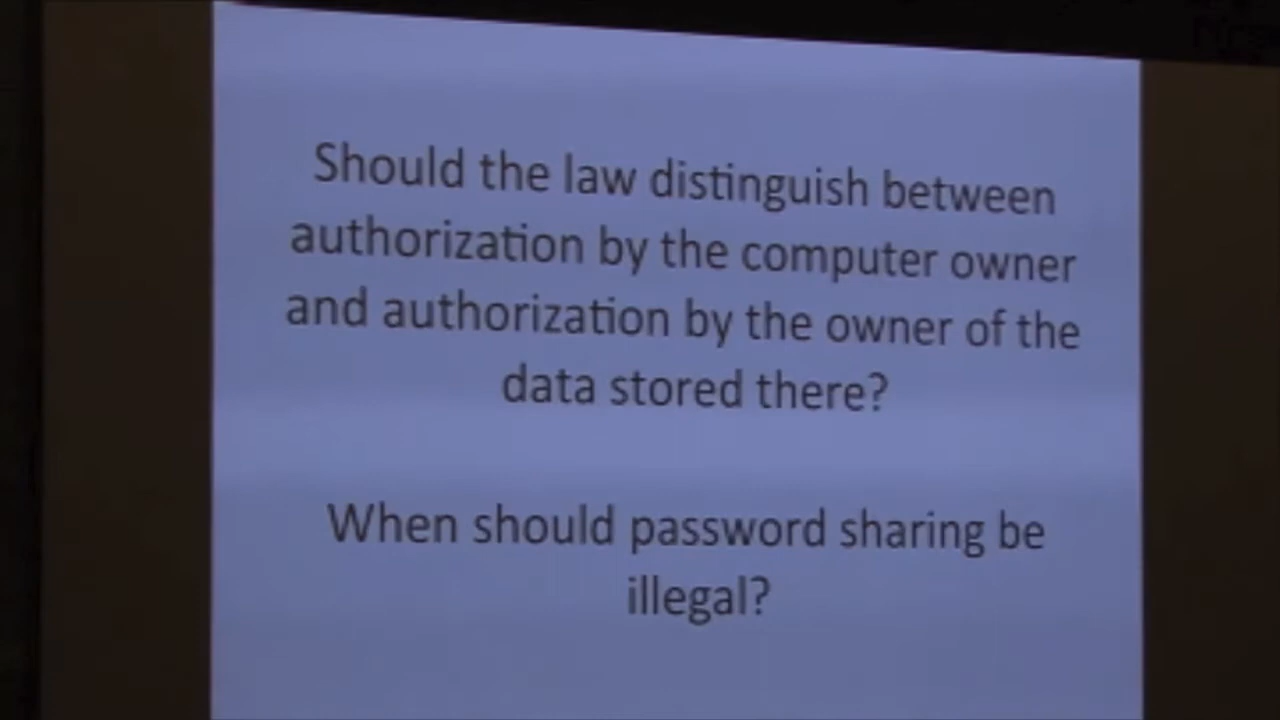 Should the law distinguish between
authorization by the computer owner
and authorization by the owner of the
data stored there?
When should password sharing be
illegal?